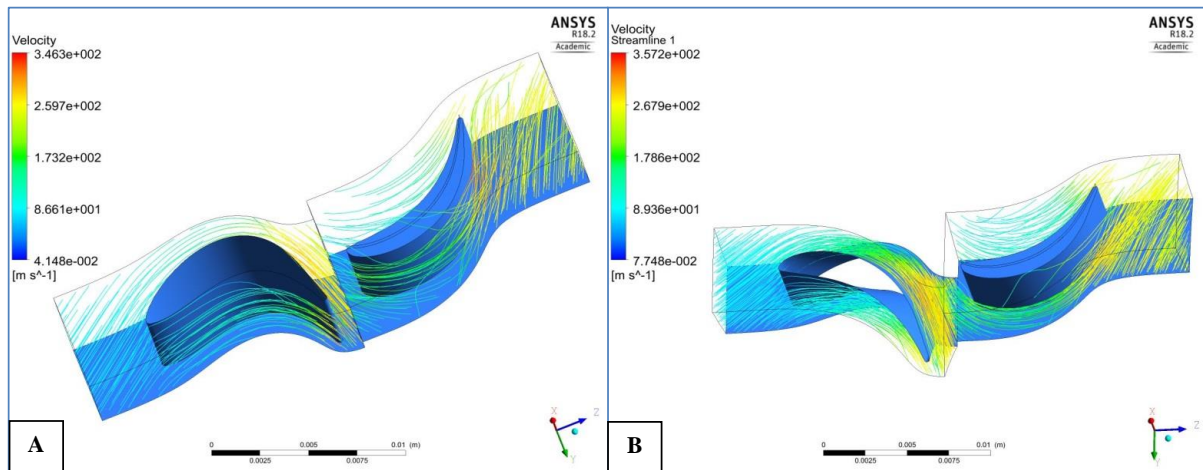 ANSYS
R18.2
Academic
Velocity
3.463e+002
2.597e+002
1.732e+002
8.661e+001
4.148e-002
[m s^-1]
X
Z
Y
0
0.005
0.01 (m)
0.0025
0.0075
A
ANSYS
R18.2
Academic
Velocity
Streamline 1
3.572e+002
2.679e+002
1.786e+002
8.936e+001
7.748e-002
[m s^-1]
X
Z
Y
0
0.005
0.01 (m)
0.0025
0.0075
B